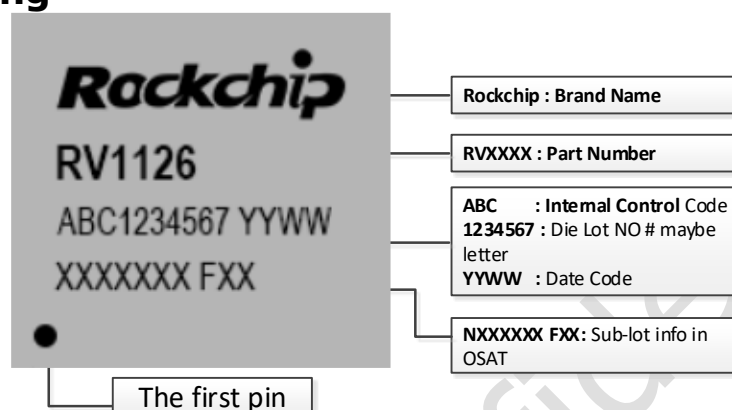 Rockchip
RV1126
ABC1234567 YYWW
XXXXXXX FXX
The first pin
Rockchip : Brand Name
RVXXXX : Part Number
ABC : Internal Control Code
1234567 : Die Lot NO # maybe
letter
YYWW : Date Code
NXXXXXX FXX: Sub-lot info in
OSAT